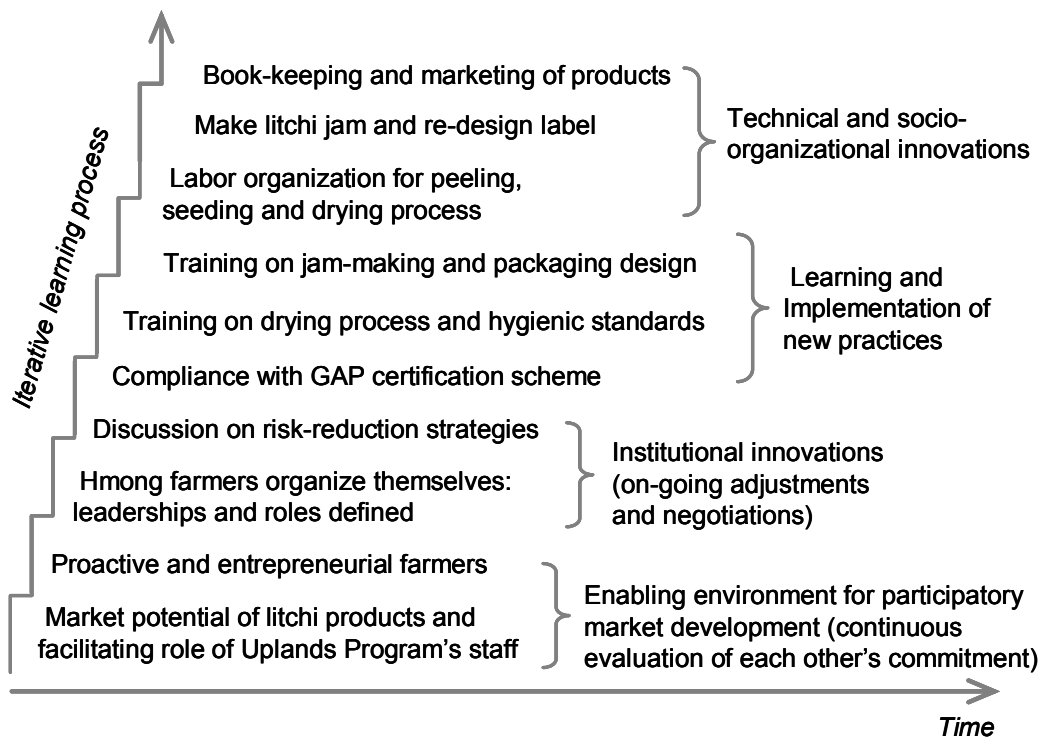 Book-keeping and marketing of products
Make litchi jam and re-design label
Labor organization for peeling,
seeding and drying process
Technical and socio-
organizational innovations
Training on jam-making and packaging design
Training on drying process and hygienic standards
Compliance with GAP certification scheme
Learning and
Implementation of
new practices
Discussion on risk-reduction strategies
Hmong farmers organize themselves:
leaderships and roles defined
Institutional innovations
(on-going adjustments
and negotiations)
Proactive and entrepreneurial farmers
Market potential of litchi products and
facilitating role of Uplands Program's staff
Enabling environment for participatory
market development (continuous
evaluation of each other's commitment)
Iterative learning process
Time